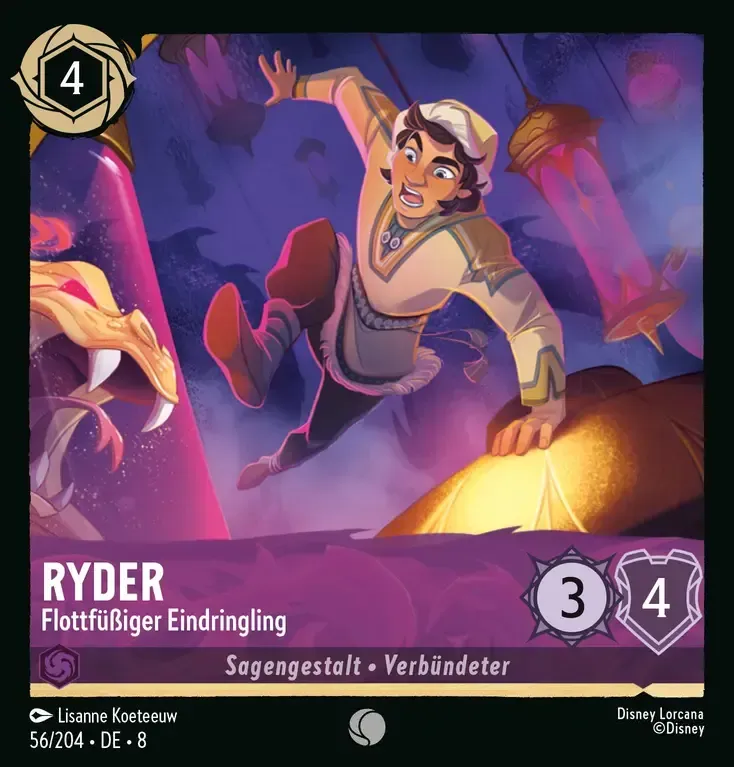 4
RYDER
Flottfüßiger Eindringling
3
4
Sagengestalt • Verbündeter
Lisanne Koeteeuw
56/204 • DE • 8
Disney Lorcana
©Disney